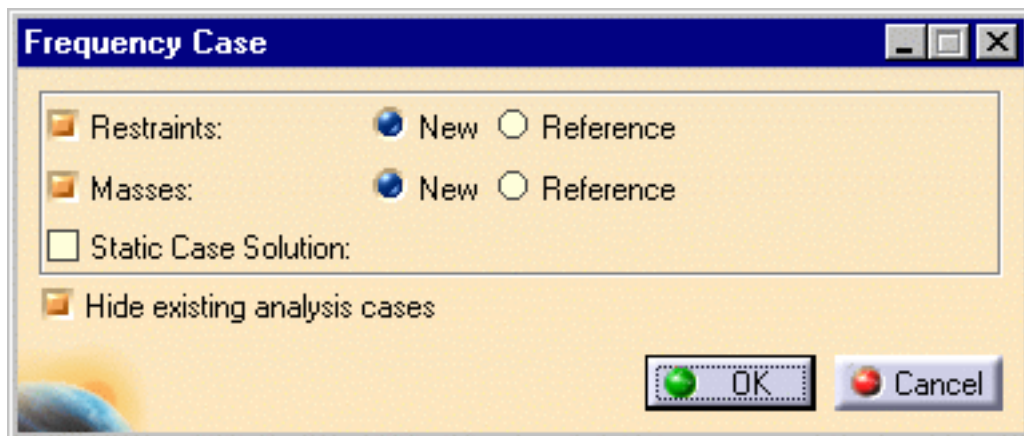 Frequency Case
Restraints: New Reference
Masses: New Reference
Static Case Solution:
Hide existing analysis cases
OK Cancel